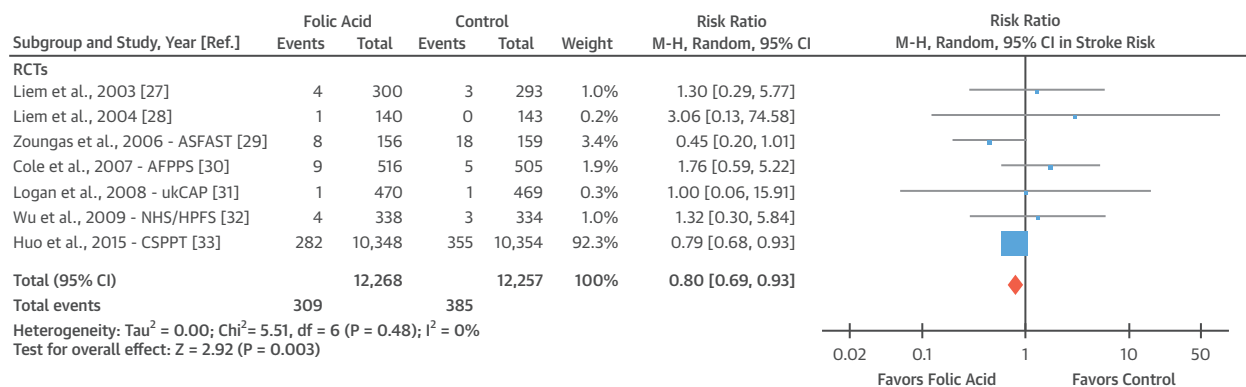 Folic Acid Control Risk Ratio Risk Ratio
Subgroup and Study, Year [Ref.] Events Total Events Total Weight M-H, Random, 95% CI M-H, Random, 95% CI in Stroke Risk
RCTs
Liem et al., 2003 [27] 4 300 3 293 1.0% 1.30 [0.29, 5.77]
Liem et al., 2004 [28] 1 140 0 143 0.2% 3.06 [0.13, 74.58]
Zoungas et al., 2006 - ASFAST [29] 8 156 18 159 3.4% 0.45 [0.20, 1.01]
Cole et al., 2007 - AFPPS [30] 9 516 5 505 1.9% 1.76 [0.59, 5.22]
Logan et al., 2008 - ukCAP [31] 1 470 1 469 0.3% 1.00 [0.06, 15.91]
Wu et al., 2009 - NHS/HPFS [32] 4 338 3 334 1.0% 1.32 [0.30, 5.84]
Huo et al., 2015 - CSPPT [33] 282 10,348 355 10,354 92.3% 0.79 [0.68, 0.93]
Total (95% CI) 12,268 12,257 100% 0.80 [0.69, 0.93]
Total events 309 385
Heterogeneity: Tau² = 0.00; Chi²= 5.51, df = 6 (P = 0.48); I² = 0%
Test for overall effect: Z = 2.92 (P = 0.003)
0.02 0.1 1 10 50
Favors Folic Acid Favors Control